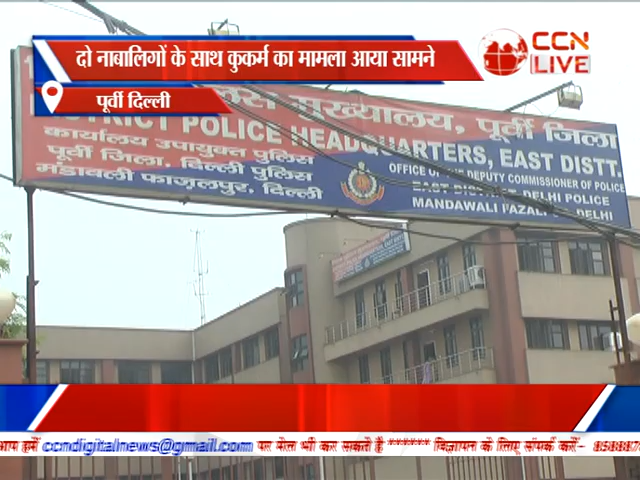 दो नाबालिगों के साथ कुकर्म का मामला आया सामने
पूर्वी दिल्ली
CCN
LIVE
मुख्यालय, पूर्वी जिला
POLICE HEADQUARTERS, EAST DISTT.
कार्यालय उपायुक्त पुलिस
पूर्वी जिला, दिल्ली पुलिस
मंडावली फाज़लपुर, दिल्ली
OFFICE OF THE DEPUTY COMMISSIONER OF POLICE
EAST DISTRICT, DELHI POLICE
MANDAWALI FAZALPUR, DELHI
आप हमें ccndigitalnews@gmail.com पर मेल भी कर सकते है ***** विज्ञापन के लिए संपर्क करें-